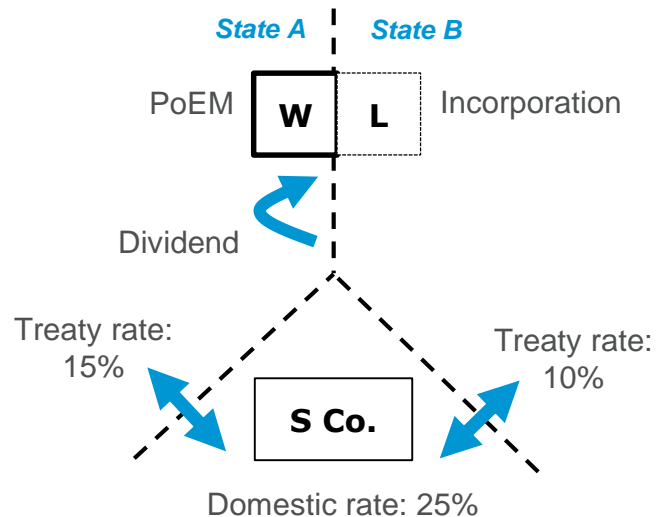 State A
State B
PoEM
W
L
Incorporation
Dividend
Treaty rate:
15%
Treaty rate:
10%
S Co.
Domestic rate: 25%